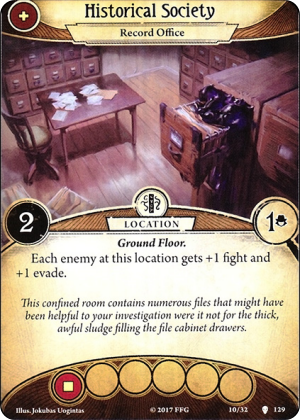 Historical Society
Record Office
2
1
LOCATION
Ground Floor.
Each enemy at this location gets +1 fight and
+1 evade.
This confined room contains numerous files that might
have been helpful to your investigation were it not for the thick,
awful sludge filling the file cabinet drawers.
Illus. Jokubas Uogintas
© 2017 FFG
10/32
129